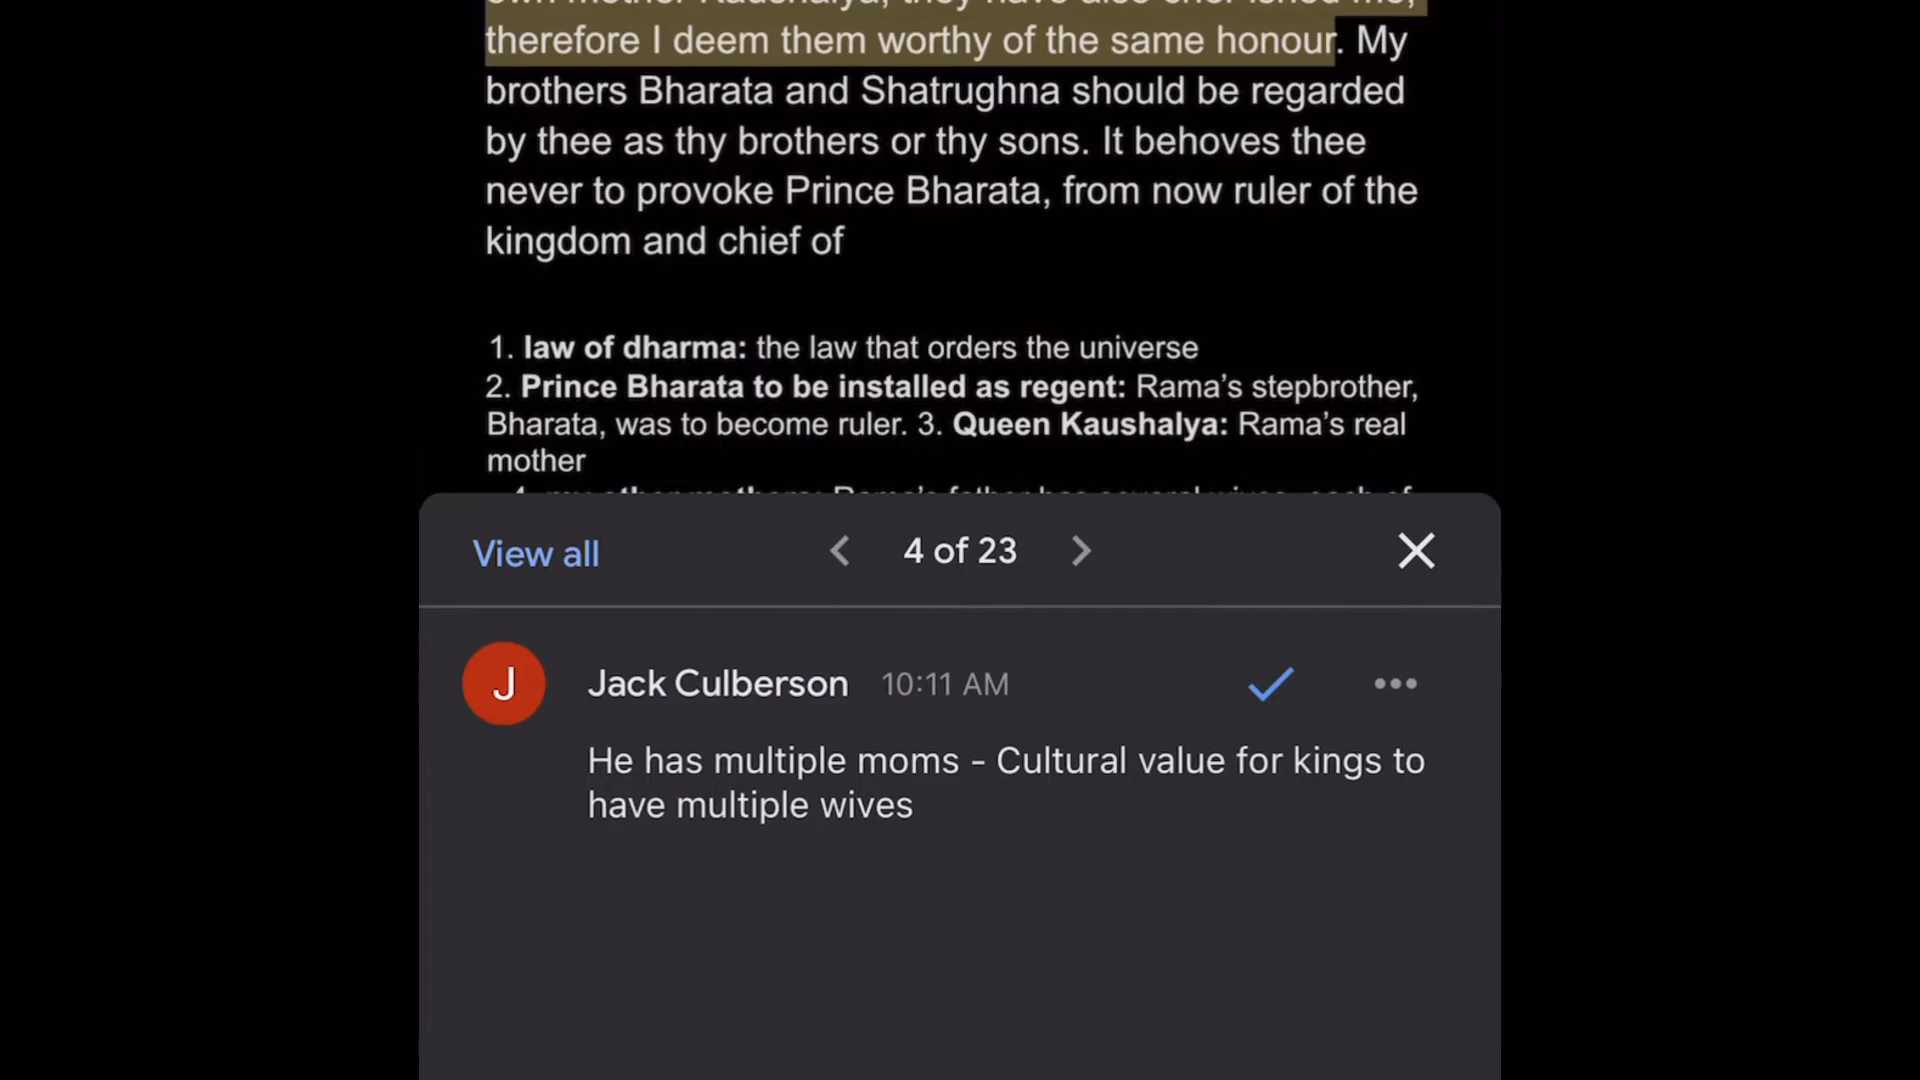 therefore I deem them worthy of the same honour. My
brothers Bharata and Shatrughna should be regarded
by thee as thy brothers or thy sons. It behoves thee
never to provoke Prince Bharata, from now ruler of the
kingdom and chief of
1. law of dharma: the law that orders the universe
2. Prince Bharata to be installed as regent: Rama’s stepbrother,
Bharata, was to become ruler. 3. Queen Kaushalya: Rama’s real
mother
View all
4 of 23
J
Jack Culberson 10:11 AM
He has multiple moms - Cultural value for kings to
have multiple wives